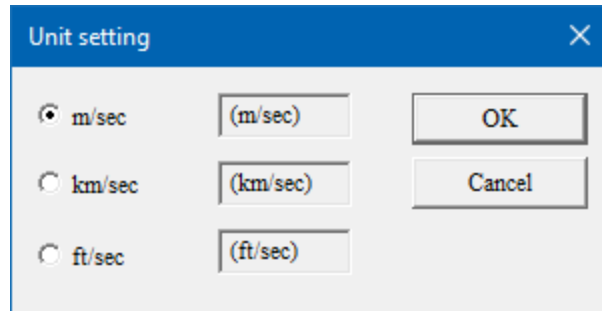 Unit setting
m/sec (m/sec) OK
km/sec (km/sec) Cancel
ft/sec (ft/sec)